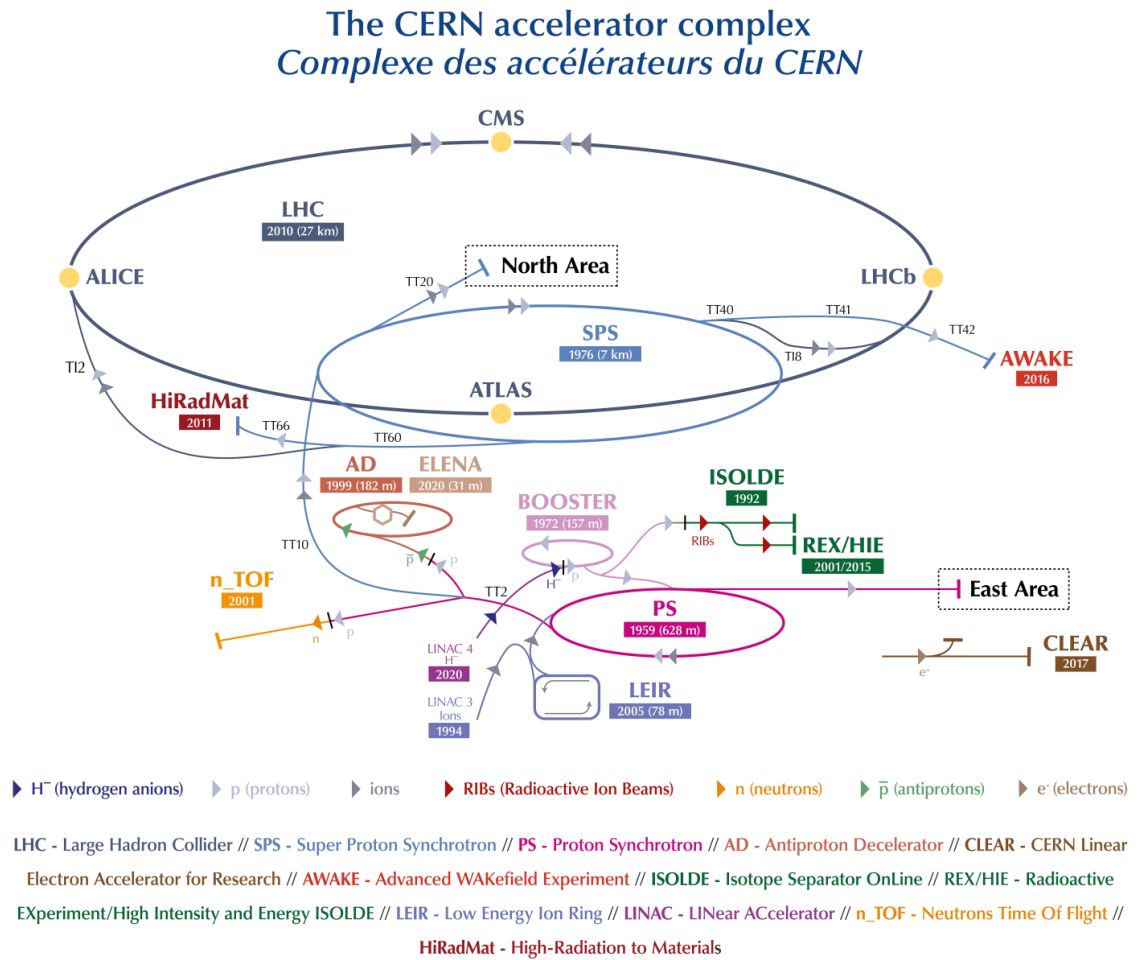 The CERN accelerator complex
Complexe des accélérateurs du CERN
CMS
LHC
2010 (27 km)
North Area
TT20
ALICE
LHCb
TT40
TT41
TT42
SPS
1976 (7 km)
TI8
AWAKE
2016
TI2
ATLAS
HiRadMat
2011
TT66
TT60
AD
1999 (182 m)
ELENA
2020 (31 m)
ISOLDE
1992
BOOSTER
1972 (157 m)
RIBs
REX/HIE
2001/2015
TT10
p̅
p
H⁻
p
n_TOF
2001
TT2
East Area
PS
1959 (628 m)
n
p
LINAC 4
H⁻
2020
CLEAR
2017
e⁻
LINAC 3
Ions
1994
LEIR
2005 (78 m)
H⁻ (hydrogen anions)
p (protons)
ions
RIBs (Radioactive Ion Beams)
n (neutrons)
p̅ (antiprotons)
e⁻ (electrons)
LHC - Large Hadron Collider // SPS - Super Proton Synchrotron // PS - Proton Synchrotron // AD - Antiproton Decelerator // CLEAR - CERN Linear
Electron Accelerator for Research // AWAKE - Advanced WAKefield Experiment // ISOLDE - Isotope Separator OnLine // REX/HIE - Radioactive
EXperiment/High Intensity and Energy ISOLDE // LEIR - Low Energy Ion Ring // LINAC - LINear ACcelerator // n_TOF - Neutrons Time Of Flight //
HiRadMat - High-Radiation to Materials